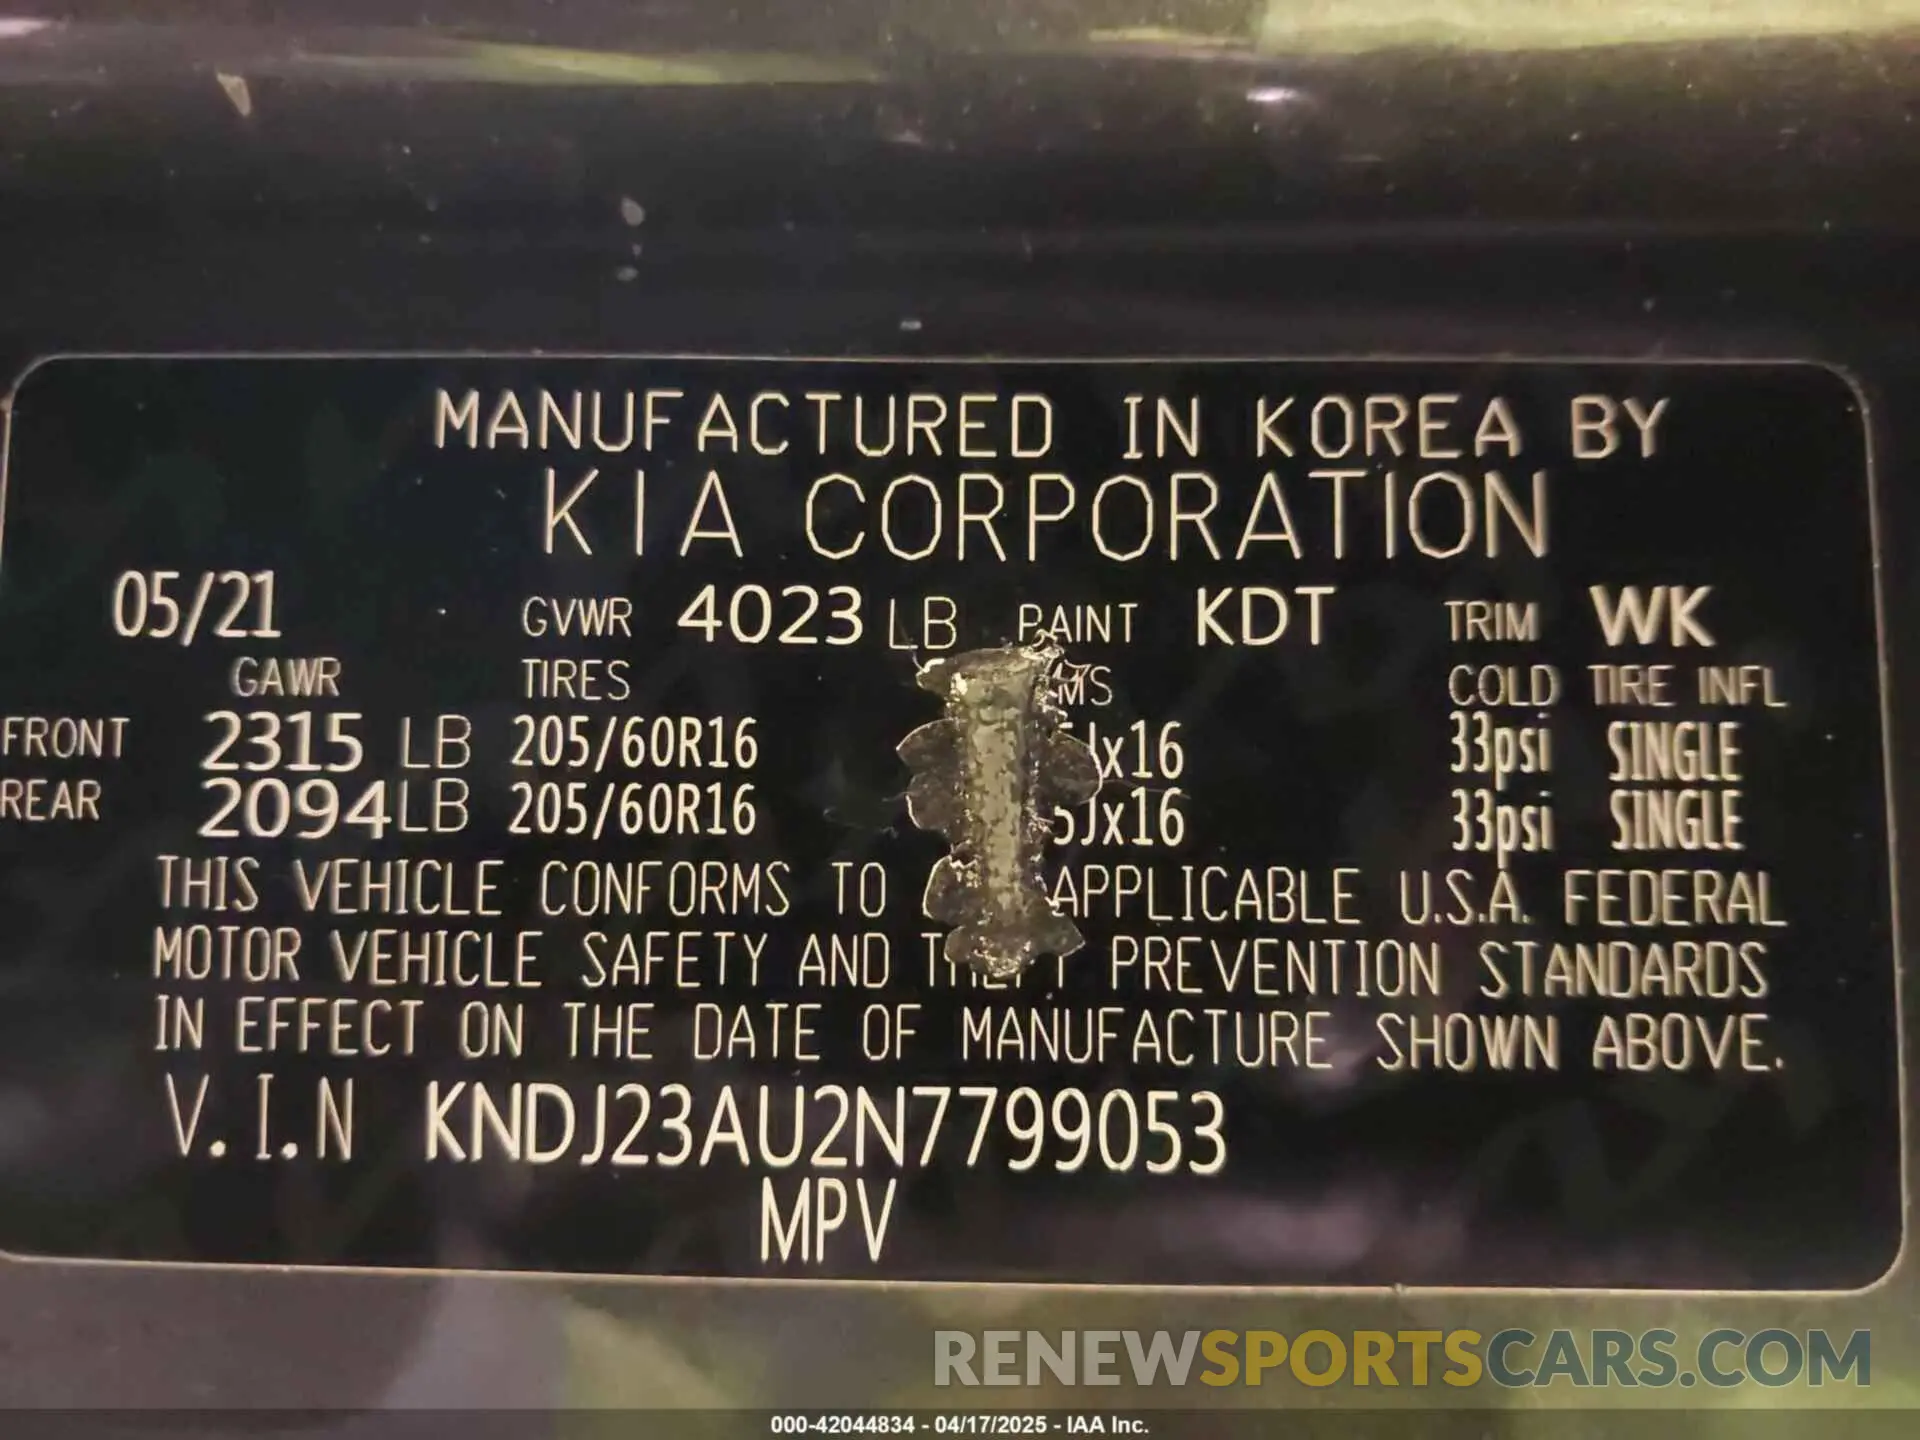 MANUFACTURED IN KOREA BY
KIA CORPORATION
05/21 GVWR 4023 LB PAINT KDT TRIM WK
GAWR TIRES COLD TIRE INFL
FRONT 2315 LB 205/60R16 33psi SINGLE
REAR 2094 LB 205/60R16 33psi SINGLE
THIS VEHICLE CONFORMS TO APPLICABLE U.S.A. FEDERAL
MOTOR VEHICLE SAFETY AND PREVENTION STANDARDS
IN EFFECT ON THE DATE OF MANUFACTURE SHOWN ABOVE.
V.I.N KNDJ23AU2N7799053
MPV
RENEWSPORTSCARS.COM
000-42044834 - 04/17/2025 - IAA Inc.